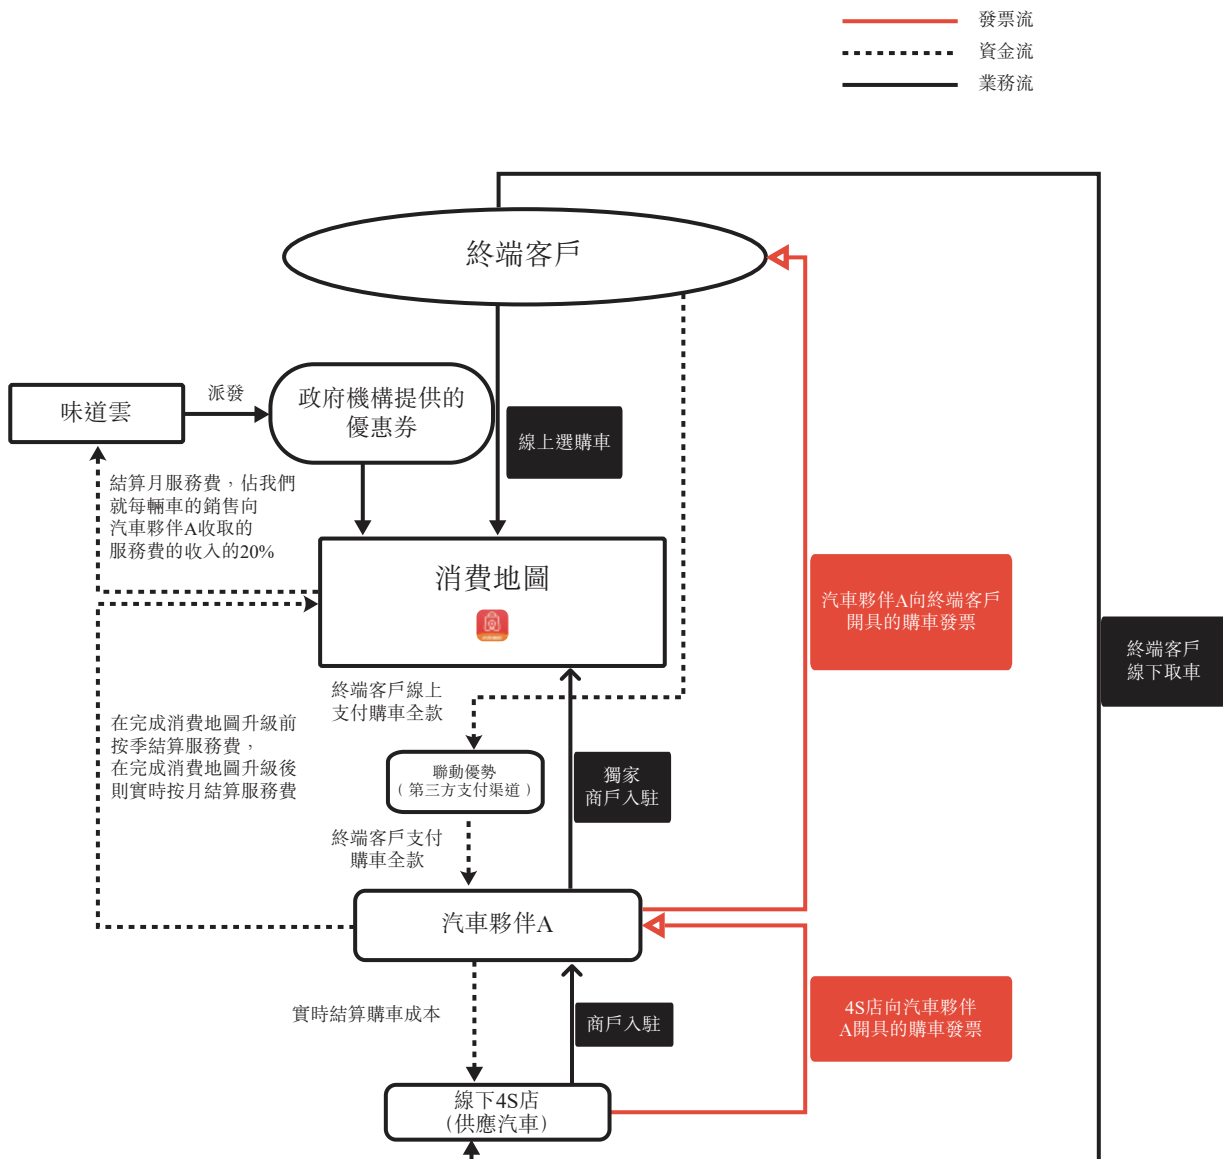 發票流
資金流
業務流
終端客戶
味道雲
派發
政府機構提供的
優惠券
線上選購車
結算月服務費，佔我們
就每輛車的銷售向
汽車夥伴A收取的
服務費的收入的20%
消費地圖
汽車夥伴A向終端客戶
開具的購車發票
終端客戶
線下取車
終端客戶線上
支付購車全款
在完成消費地圖升級前
按季結算服務費，
在完成消費地圖升級後
則實時按月結算服務費
聯動優勢
（第三方支付渠道）
獨家
商戶入駐
終端客戶支付
購車全款
汽車夥伴A
實時結算購車成本
商戶入駐
4S店向汽車夥伴
A開具的購車發票
線下4S店
（供應汽車）